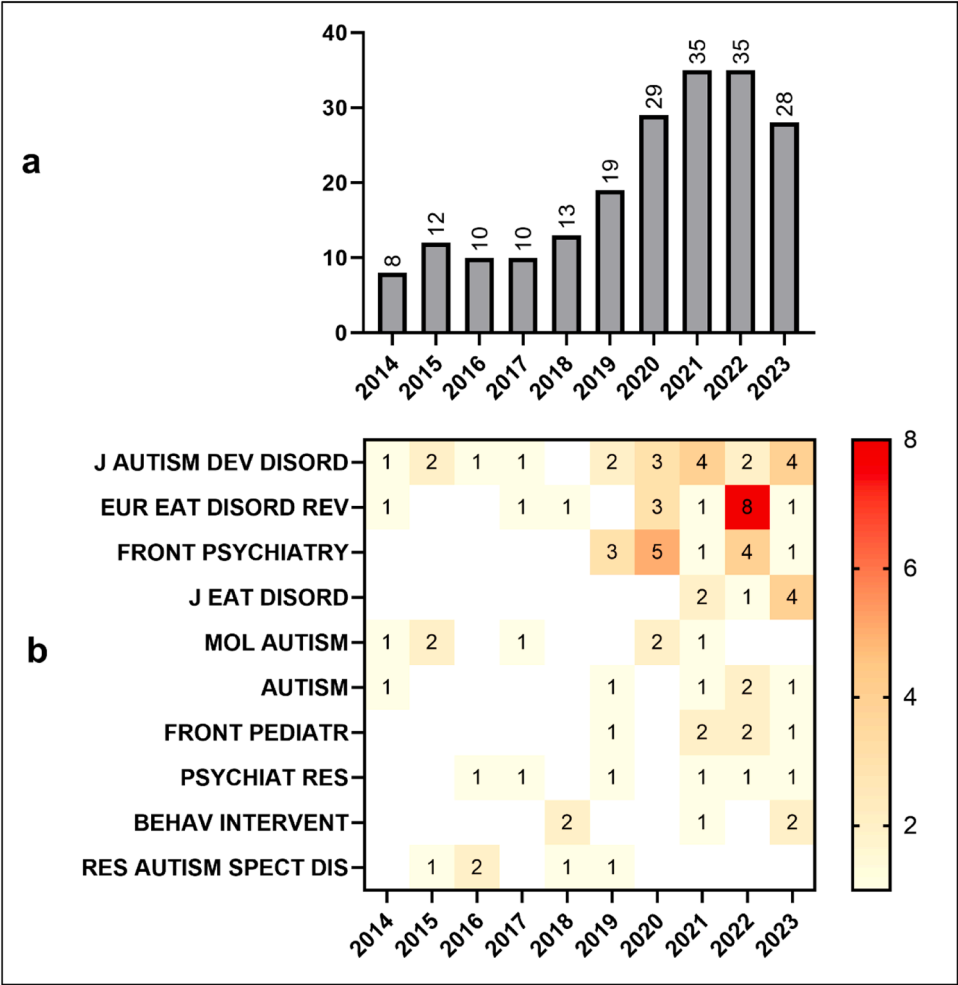 a
40
30
20
10
0
8
12
10
10
13
19
29
35
35
28
2014 2015 2016 2017 2018 2019 2020 2021 2022 2023
b
J AUTISM DEV DISORD 1 2 1 1 2 3 4 2 4
EUR EAT DISORD REV 1 1 1 3 1 8 1
FRONT PSYCHIATRY 3 5 1 4 1
J EAT DISORD 2 1 4
MOL AUTISM 1 2 1 2 1
AUTISM 1 1 1 2 1
FRONT PEDIATR 1 2 2 1
PSYCHIAT RES 1 1 1 1 1 1
BEHAV INTERVENT 2 1 2
RES AUTISM SPECT DIS 1 2 1 1
2014 2015 2016 2017 2018 2019 2020 2021 2022 2023
8
6
4
2